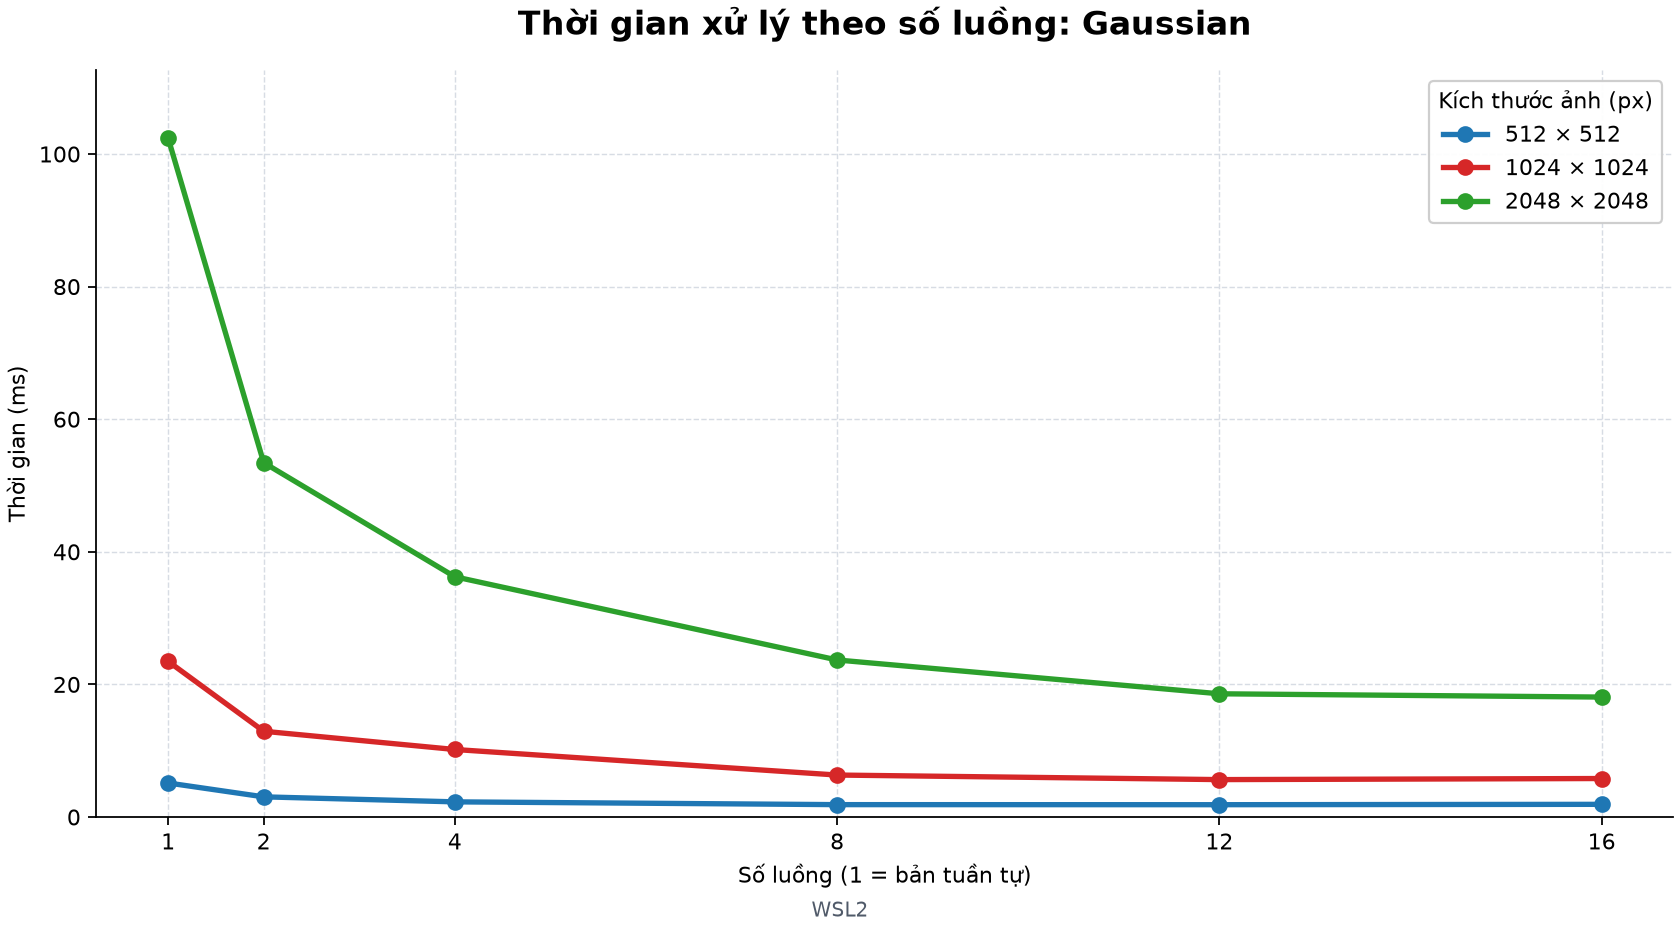 Thời gian xử lý theo số luồng: Gaussian
Kích thước ảnh (px)
512 × 512
1024 × 1024
2048 × 2048
Thời gian (ms)
100
80
60
40
20
0
1 2 4 8 12 16
Số luồng (1 = bản tuần tự)
WSL2